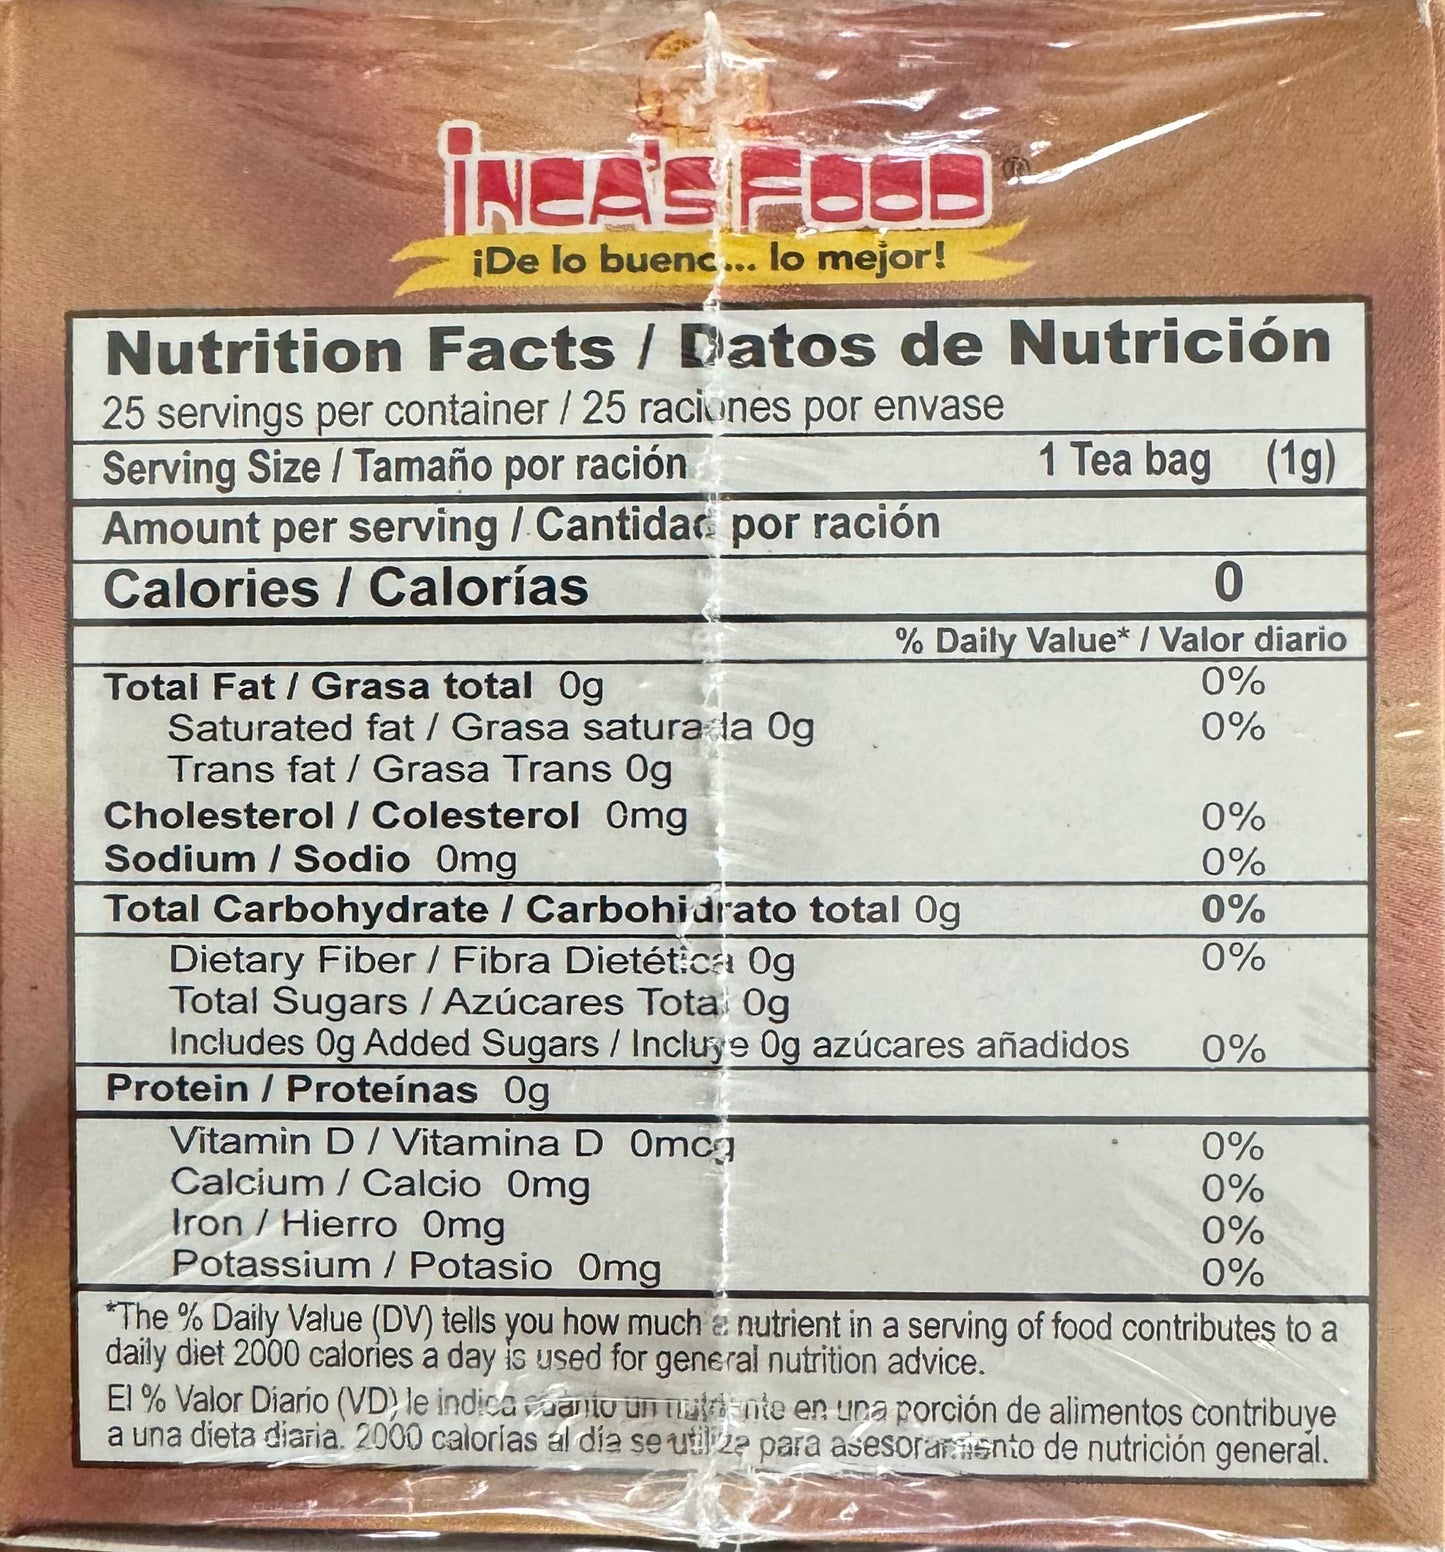 INCA'S FOOD ®
¡De lo bueno... lo mejor!
Nutrition Facts / Datos de Nutrición
25 servings per container / 25 raciones por envase
Serving Size / Tamaño por ración 1 Tea bag (1g)
Amount per serving / Cantidad por ración
Calories / Calorías 0
% Daily Value* / Valor diario
Total Fat / Grasa total 0g 0%
Saturated fat / Grasa saturada 0g 0%
Trans fat / Grasa Trans 0g
Cholesterol / Colesterol 0mg 0%
Sodium / Sodio 0mg 0%
Total Carbohydrate / Carbohidrato total 0g 0%
Dietary Fiber / Fibra Dietética 0g 0%
Total Sugars / Azúcares Total 0g
Includes 0g Added Sugars / Incluye 0g azúcares añadidos 0%
Protein / Proteínas 0g
Vitamin D / Vitamina D 0mcg 0%
Calcium / Calcio 0mg 0%
Iron / Hierro 0mg 0%
Potassium / Potasio 0mg 0%
*The % Daily Value (DV) tells you how much a nutrient in a serving of food contributes to a
daily diet 2000 calories a day is used for general nutrition advice.
El % Valor Diario (VD) le indica cuánto un nutriente en una porción de alimentos contribuye
a una dieta diaria. 2000 calorías al día se utiliza para asesoramiento de nutrición general.